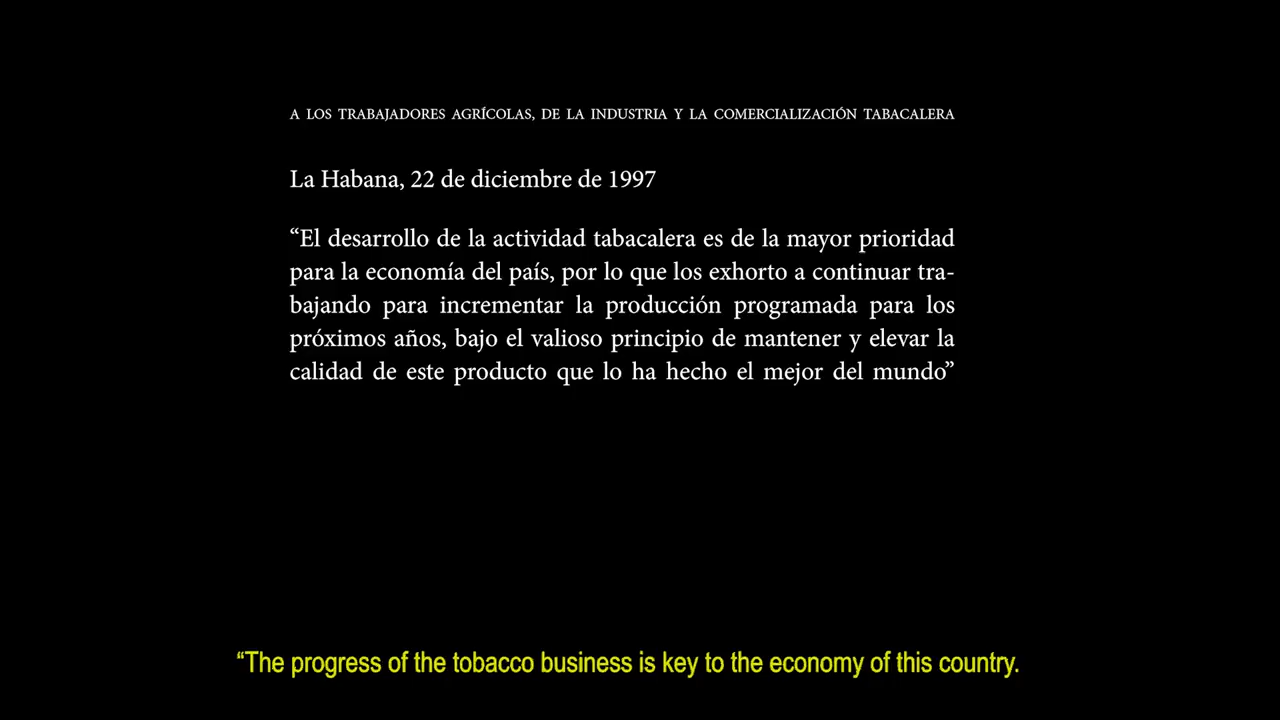 A LOS TRABAJADORES AGRÍCOLAS, DE LA INDUSTRIA Y LA COMERCIALIZACIÓN TABACALERA
La Habana, 22 de diciembre de 1997
“El desarrollo de la actividad tabacalera es de la mayor prioridad
para la economía del país, por lo que los exhorto a continuar tra-
bajando para incrementar la producción programada para los
próximos años, bajo el valioso principio de mantener y elevar la
calidad de este producto que lo ha hecho el mejor del mundo”
“The progress of the tobacco business is key to the economy of this country.